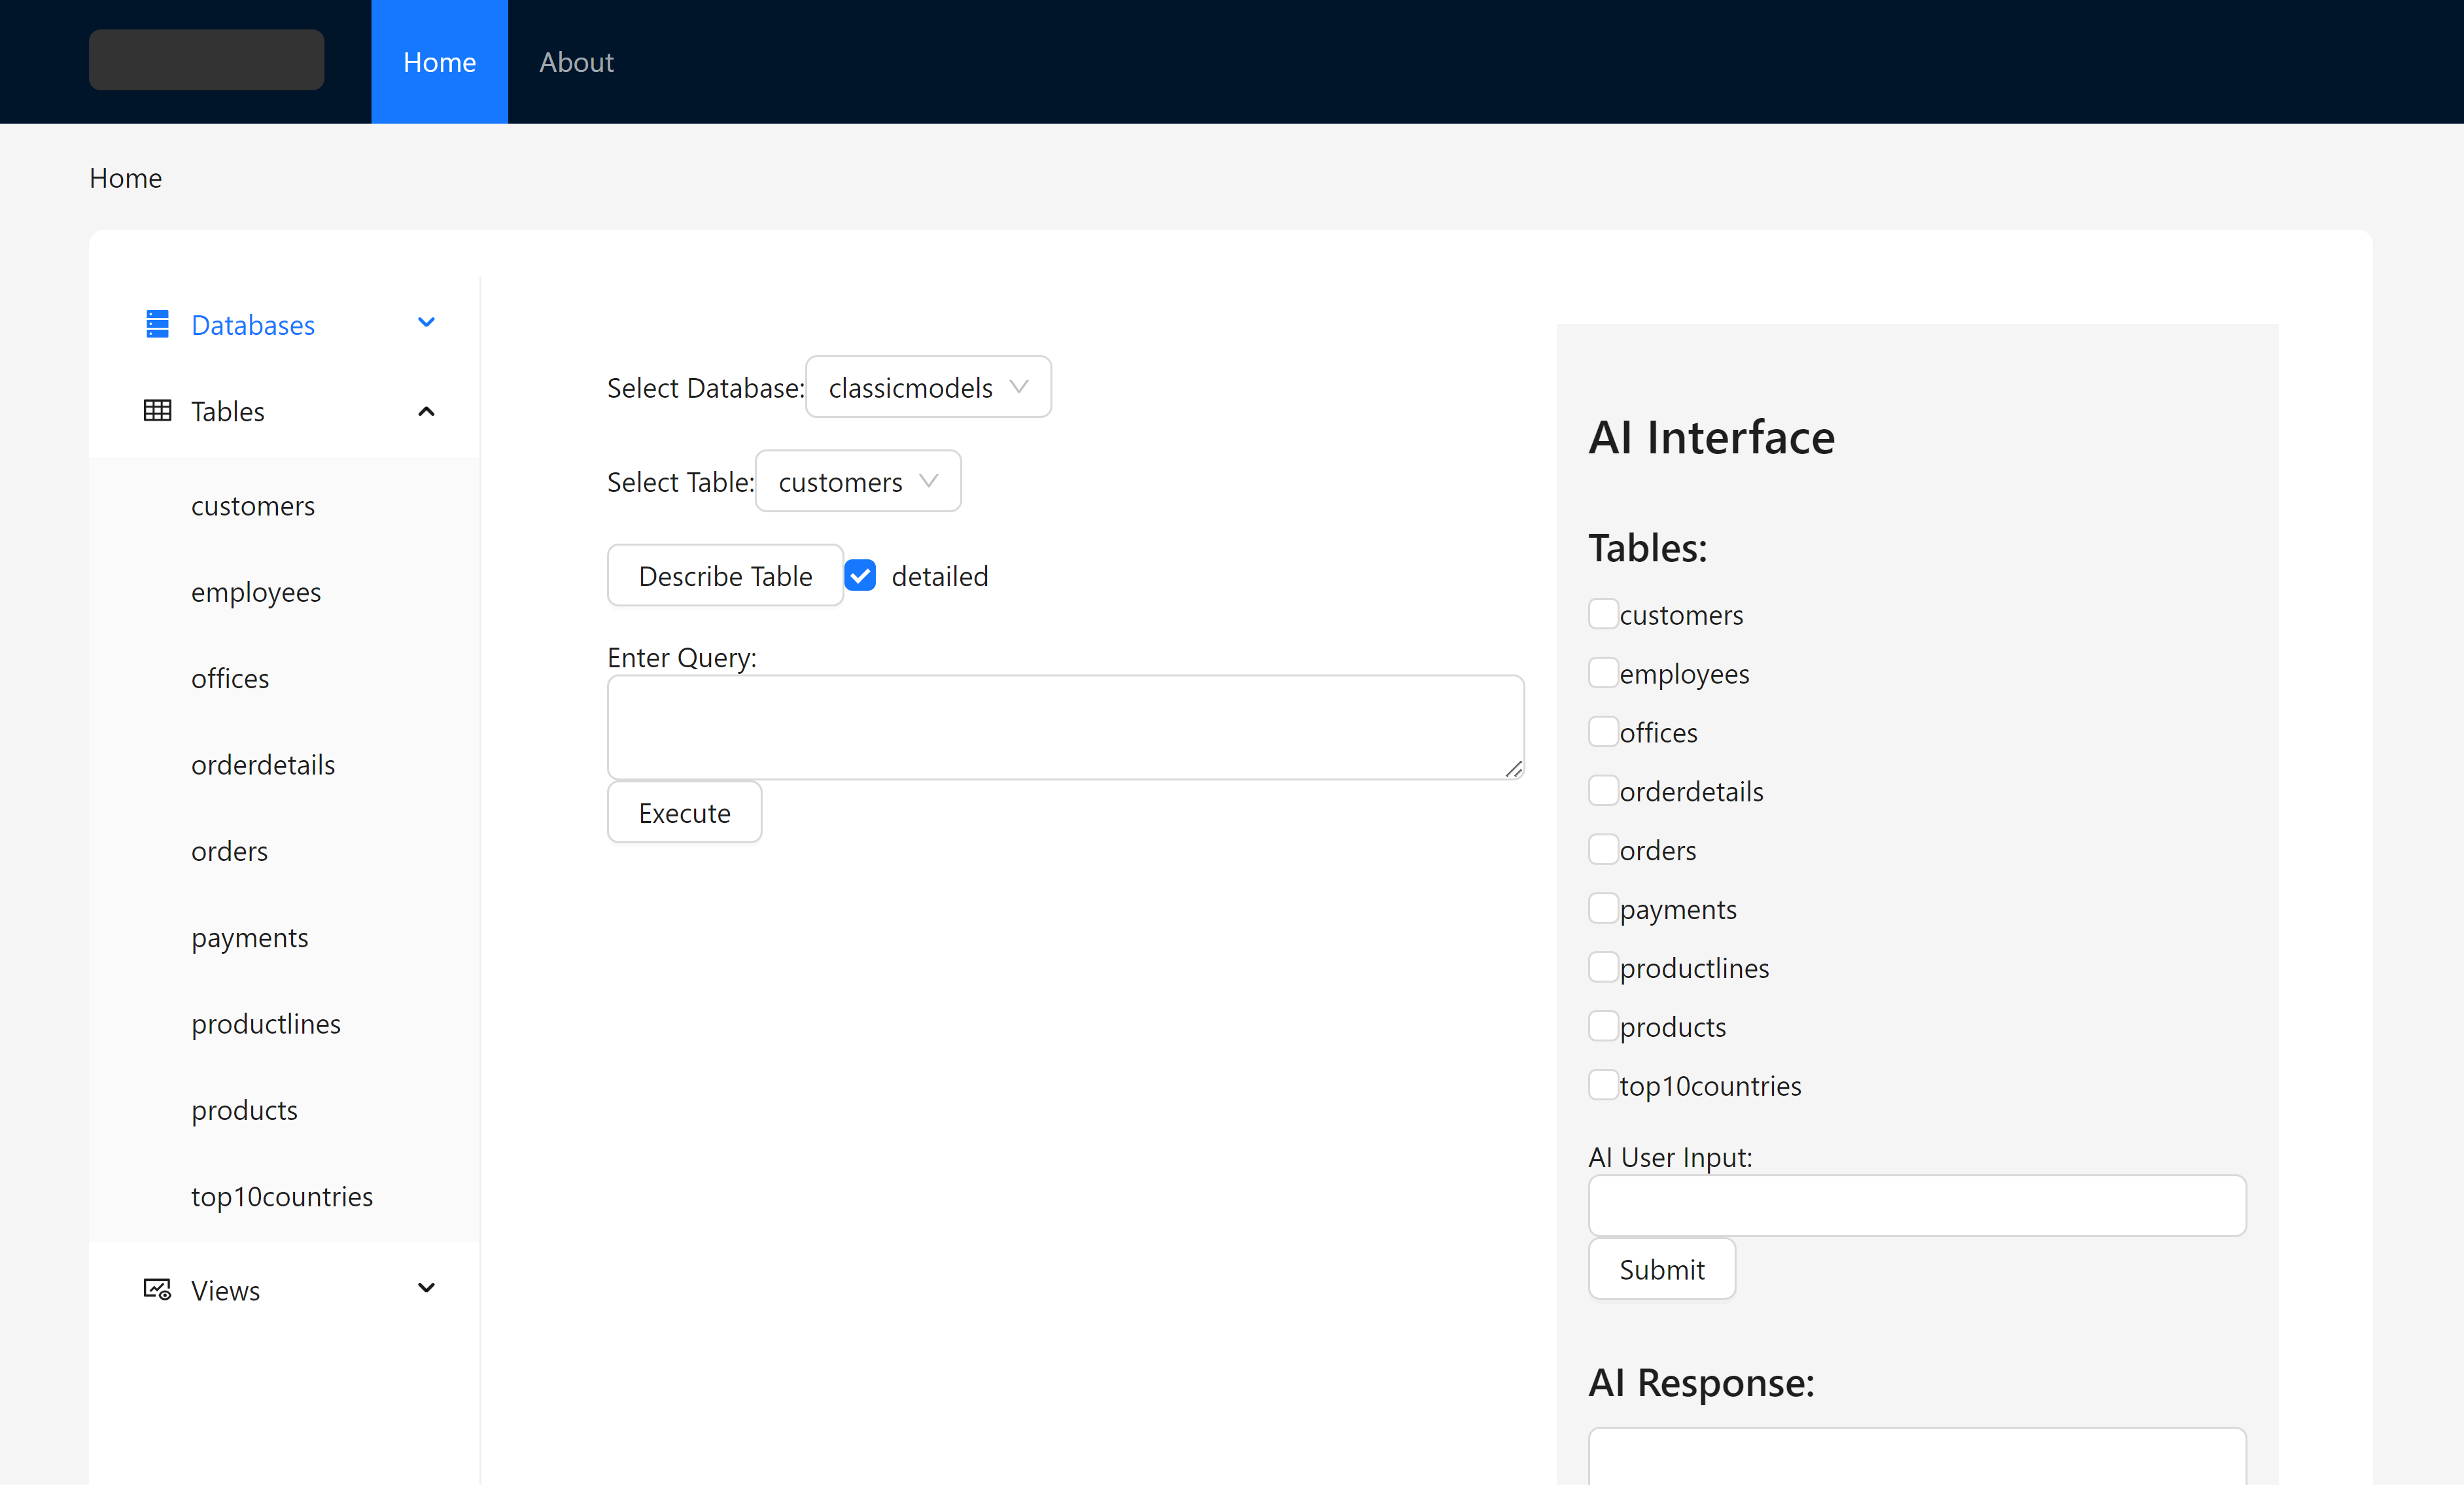 Home About
Home
Databases
Tables
customers
employees
offices
orderdetails
orders
payments
productlines
products
top10countries
Views
Select Database: classicmodels
Select Table: customers
Describe Table detailed
Enter Query:
Execute
AI Interface
Tables:
customers
employees
offices
orderdetails
orders
payments
productlines
products
top10countries
AI User Input:
Submit
AI Response: